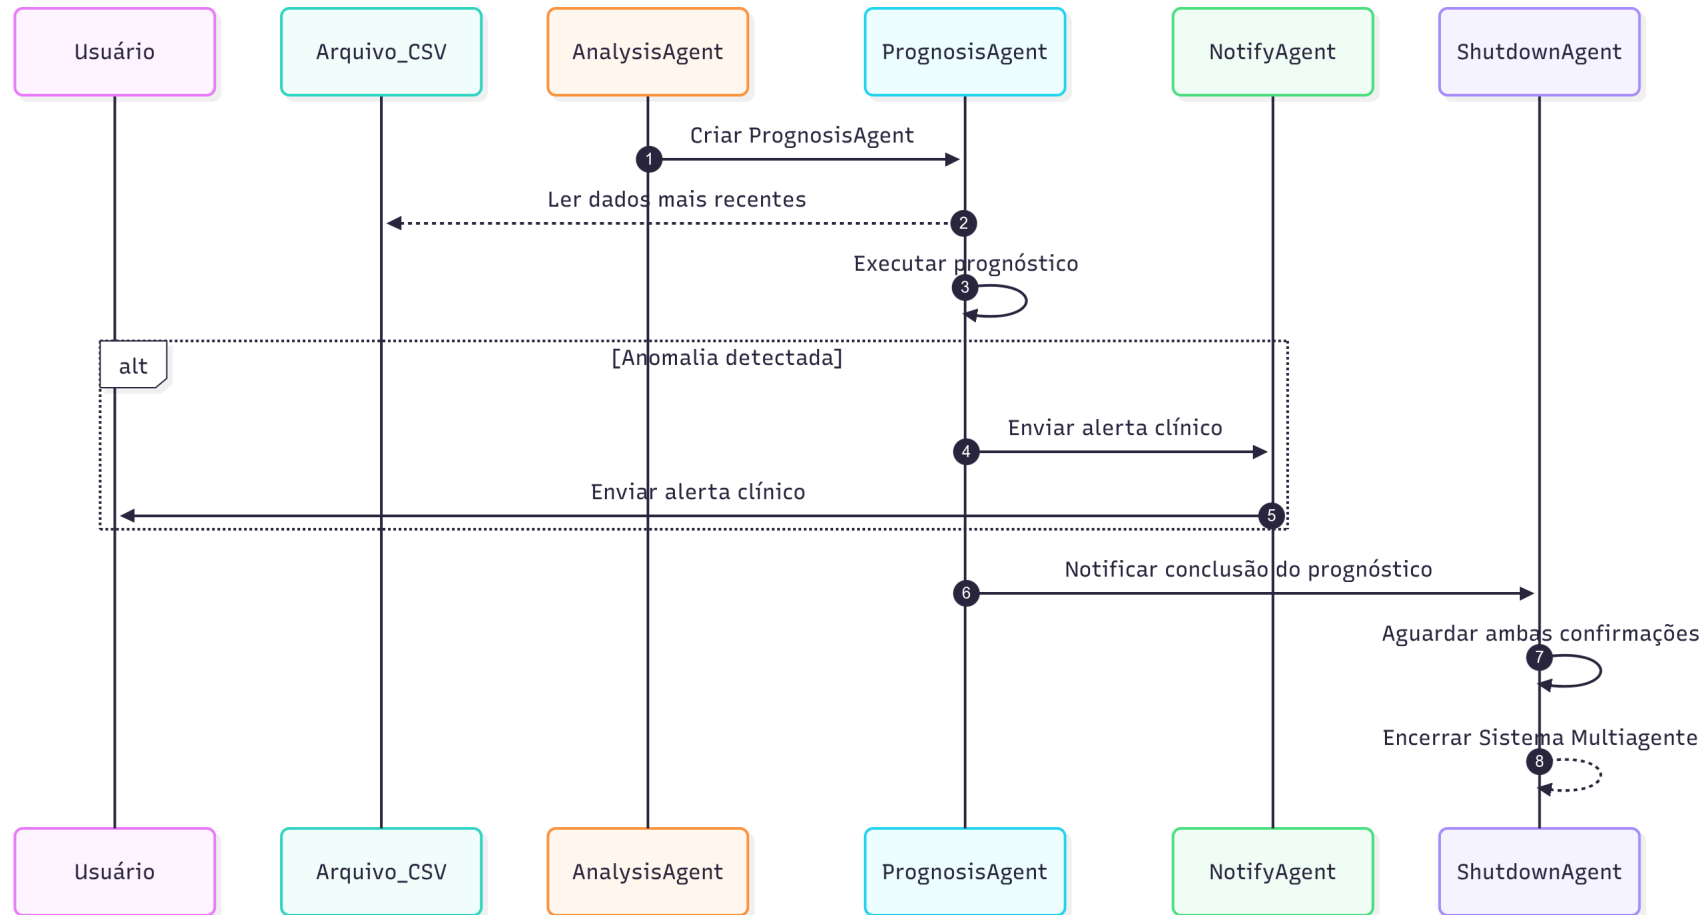 Usuário
Arquivo_CSV
AnalysisAgent
PrognosisAgent
NotifyAgent
ShutdownAgent
Criar PrognosisAgent
1
Ler dados mais recentes
2
Executar prognóstico
3
alt
[Anomalia detectada]
Enviar alerta clínico
4
Enviar alerta clínico
5
Notificar conclusão do prognóstico
6
Aguardar ambas confirmações
7
Encerrar Sistema Multiagente
8
Usuário
Arquivo_CSV
AnalysisAgent
PrognosisAgent
NotifyAgent
ShutdownAgent